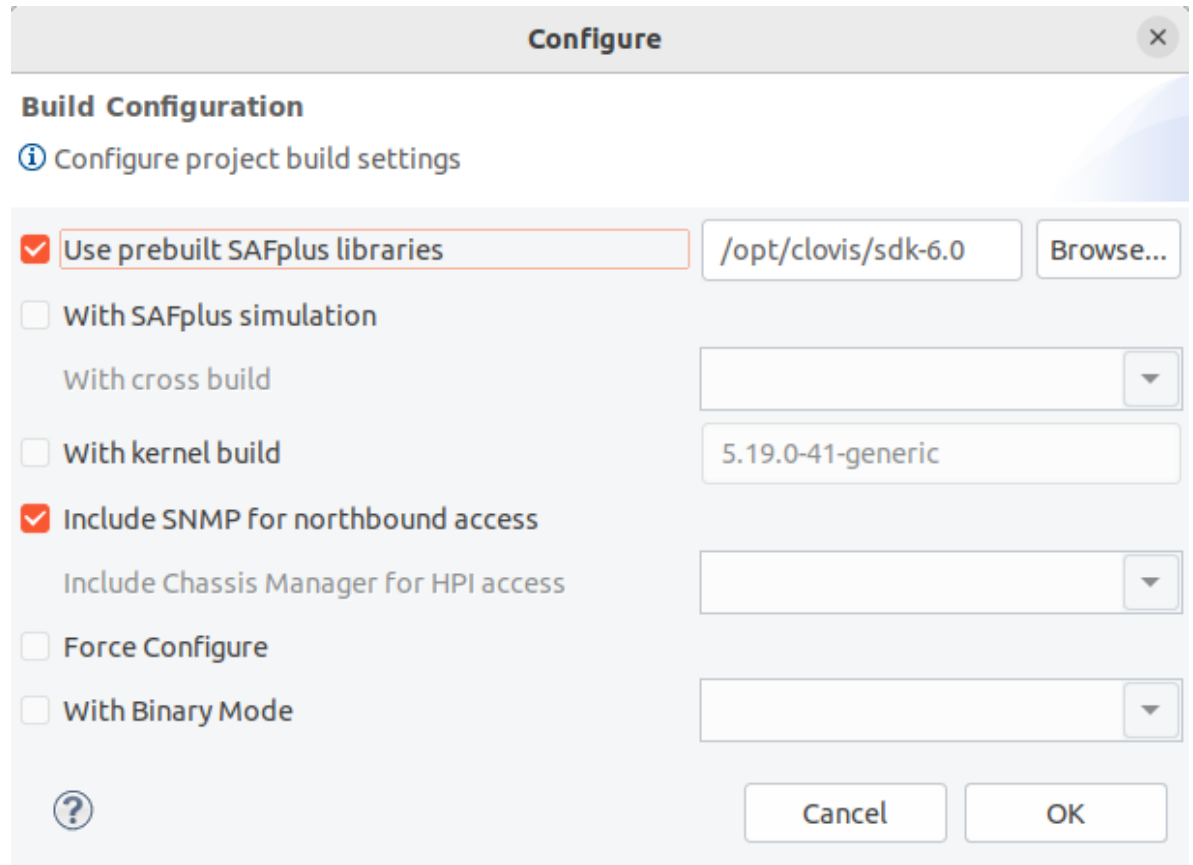 Configure
Build Configuration
Configure project build settings
Use prebuilt SAFplus libraries /opt/clovis/sdk-6.0 Browse...
With SAFplus simulation
With cross build
With kernel build 5.19.0-41-generic
Include SNMP for northbound access
Include Chassis Manager for HPI access
Force Configure
With Binary Mode
Cancel OK